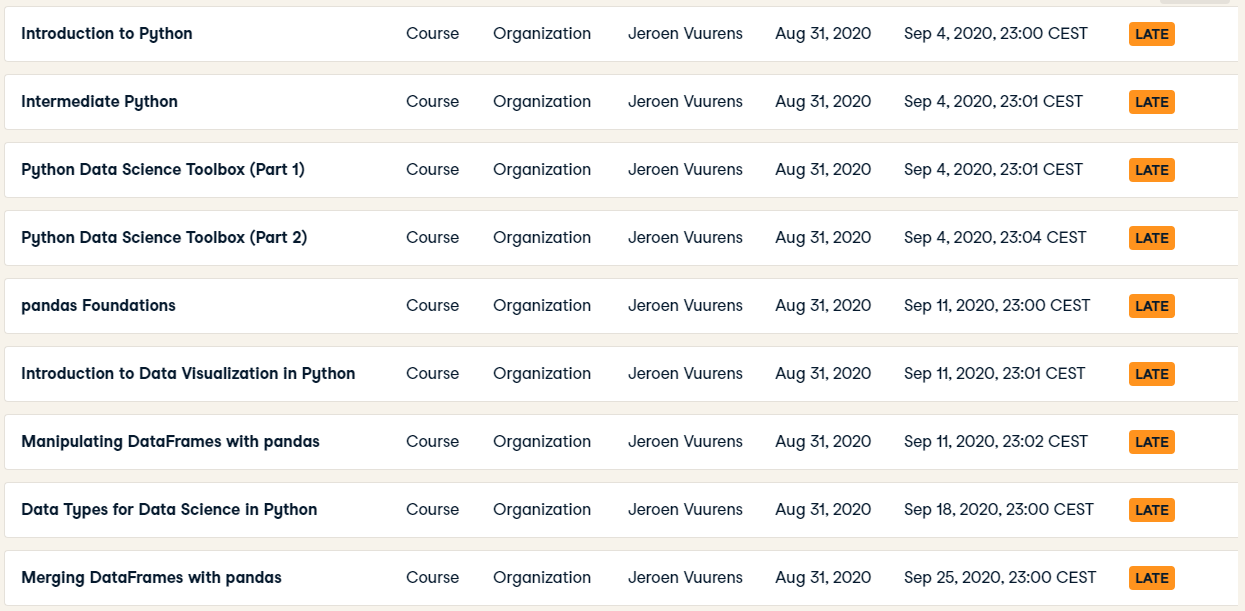 Introduction to Python Course Organization Jeroen Vuurens Aug 31, 2020 Sep 4, 2020, 23:00 CEST LATE
Intermediate Python Course Organization Jeroen Vuurens Aug 31, 2020 Sep 4, 2020, 23:01 CEST LATE
Python Data Science Toolbox (Part 1) Course Organization Jeroen Vuurens Aug 31, 2020 Sep 4, 2020, 23:01 CEST LATE
Python Data Science Toolbox (Part 2) Course Organization Jeroen Vuurens Aug 31, 2020 Sep 4, 2020, 23:04 CEST LATE
pandas Foundations Course Organization Jeroen Vuurens Aug 31, 2020 Sep 11, 2020, 23:00 CEST LATE
Introduction to Data Visualization in Python Course Organization Jeroen Vuurens Aug 31, 2020 Sep 11, 2020, 23:01 CEST LATE
Manipulating DataFrames with pandas Course Organization Jeroen Vuurens Aug 31, 2020 Sep 11, 2020, 23:02 CEST LATE
Data Types for Data Science in Python Course Organization Jeroen Vuurens Aug 31, 2020 Sep 18, 2020, 23:00 CEST LATE
Merging DataFrames with pandas Course Organization Jeroen Vuurens Aug 31, 2020 Sep 25, 2020, 23:00 CEST LATE